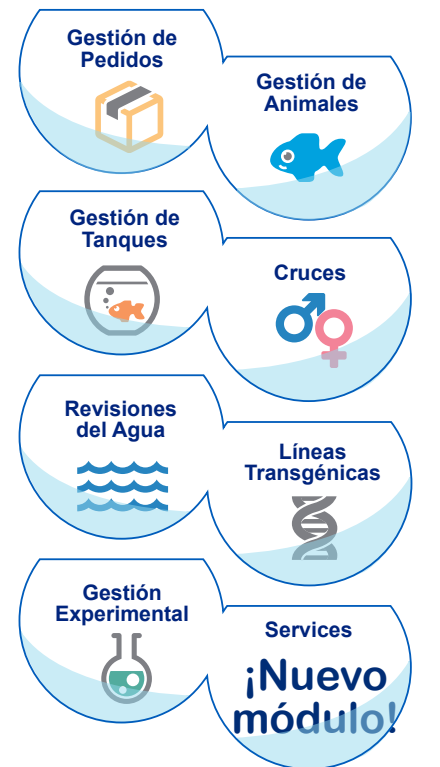 Gestión de
Pedidos
Gestión de
Animales
Gestión de
Tanques
Cruces
Revisiones
del Agua
Líneas
Transgénicas
Gestión
Experimental
Services
¡Nuevo
módulo!